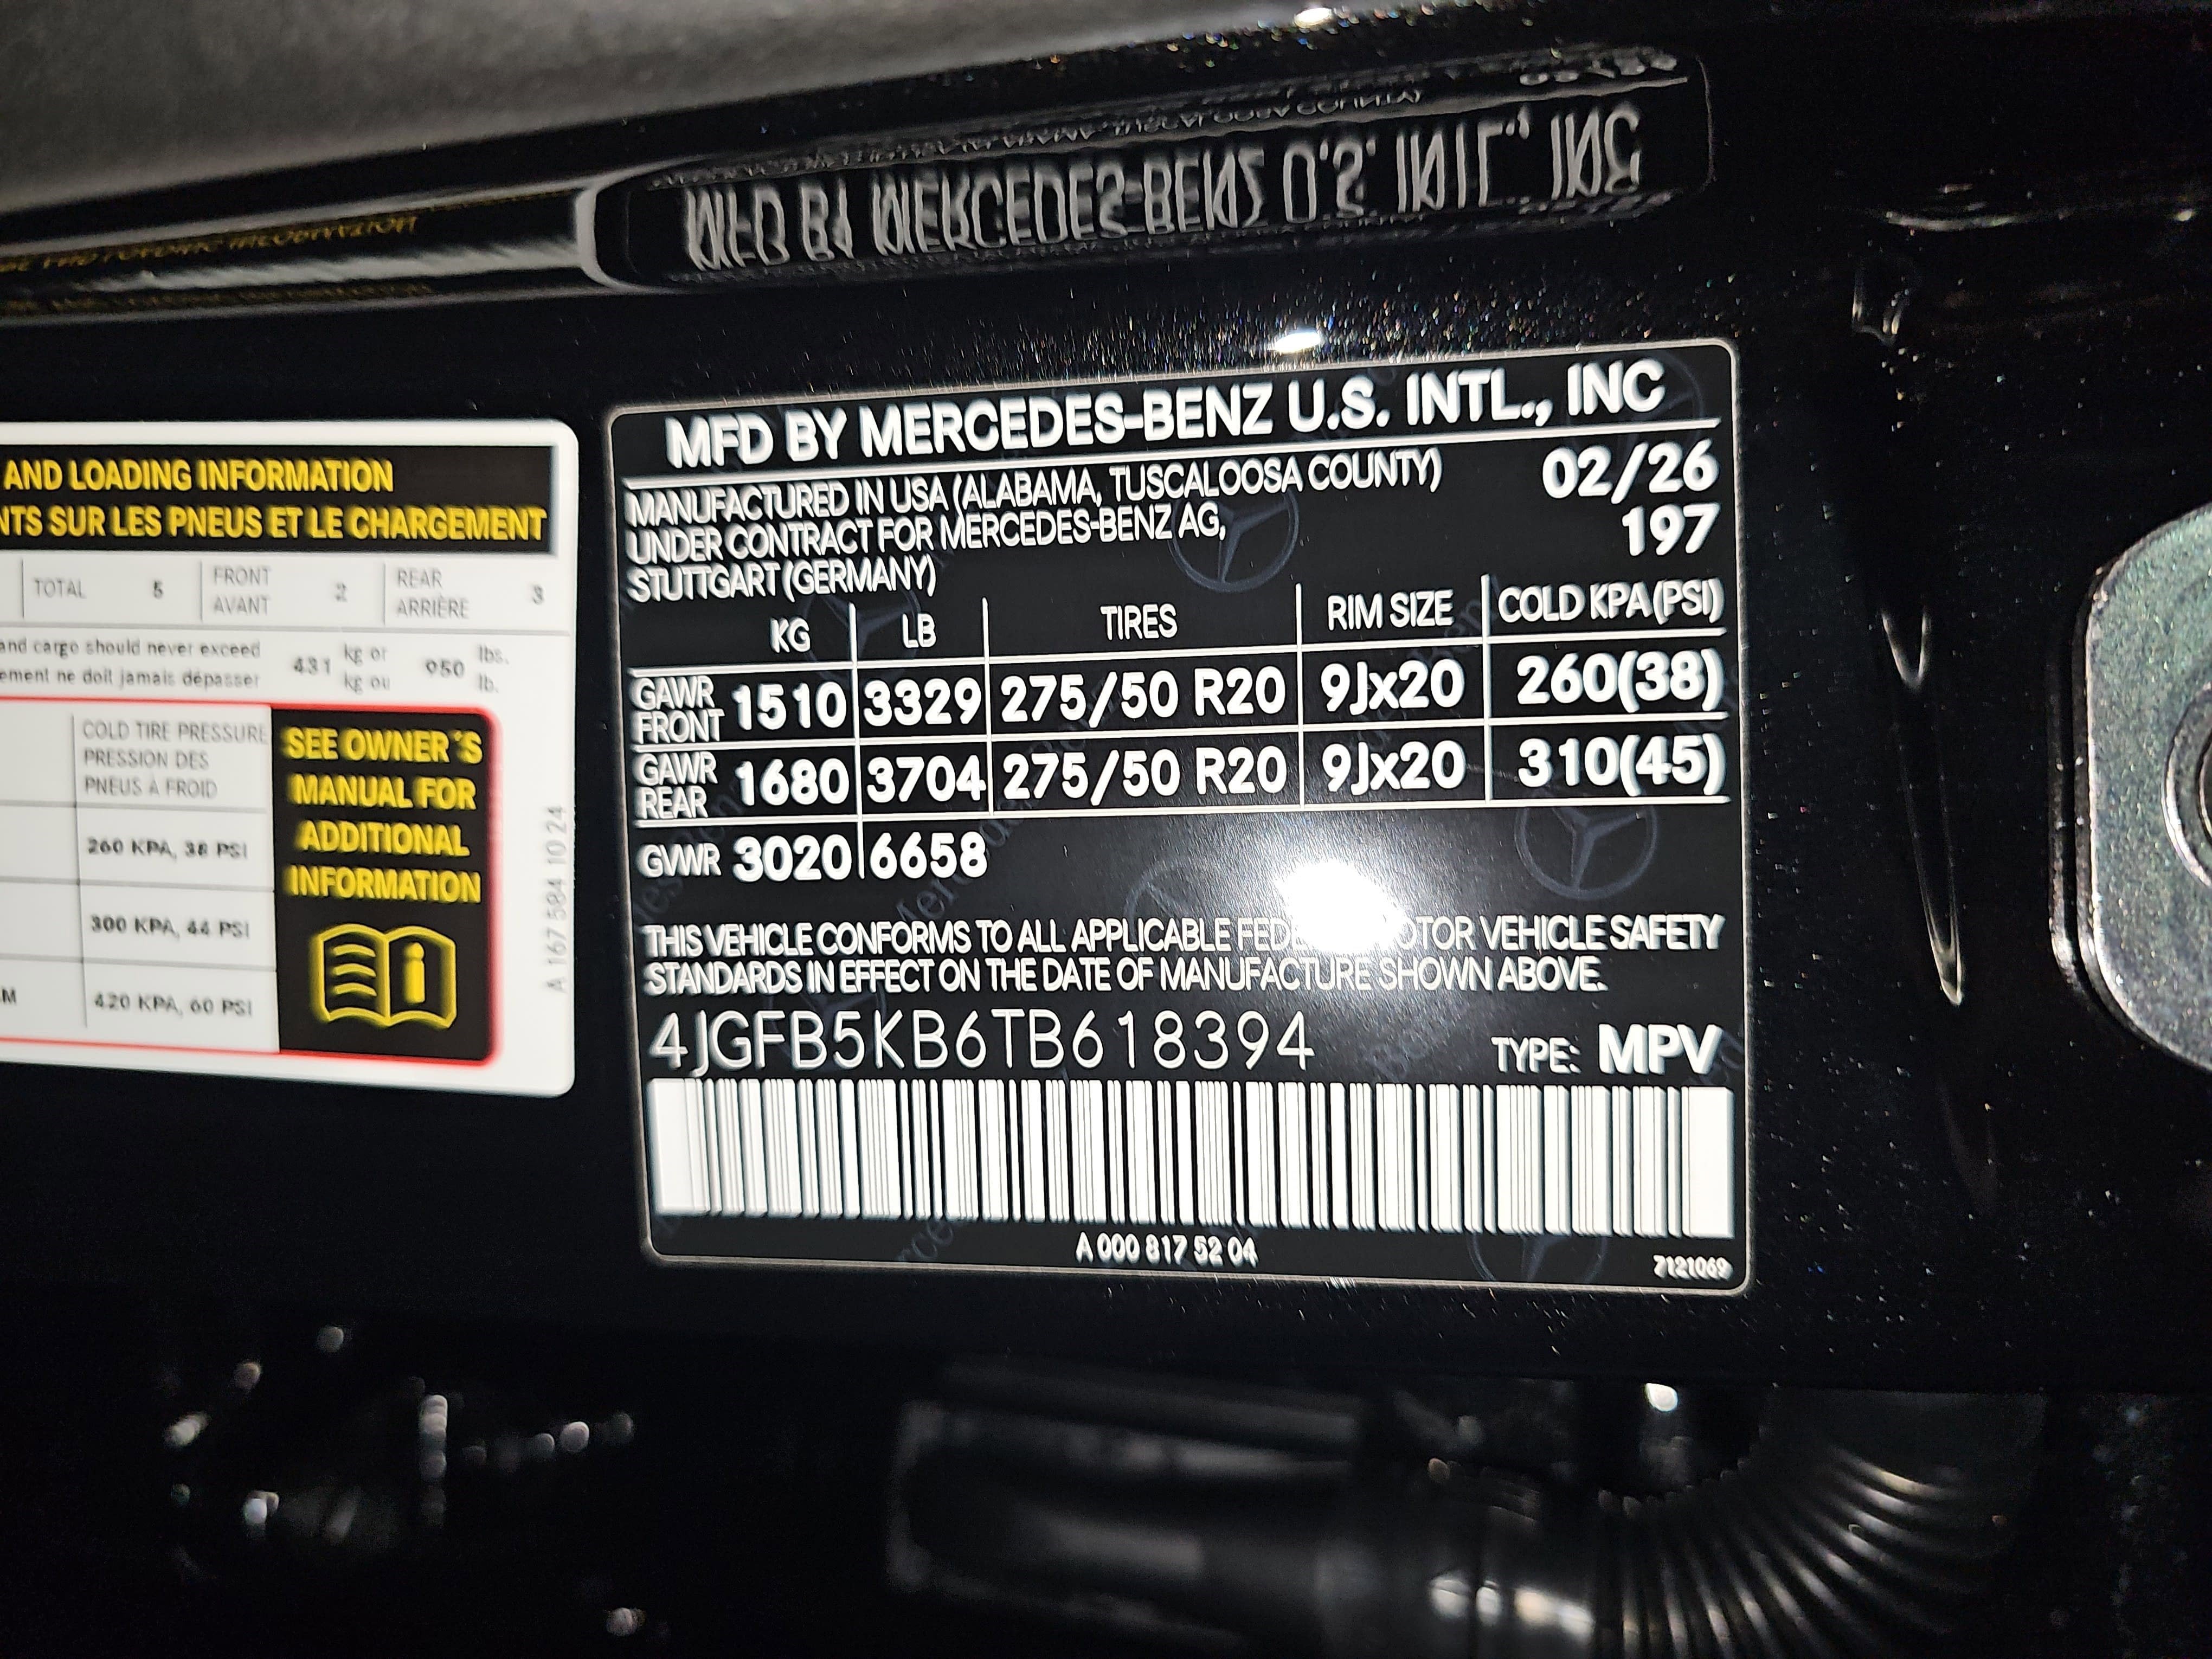 AND LOADING INFORMATION
NTS SUR LES PNEUS ET LE CHARGEMENT
TOTAL 5 FRONT AVANT 2 REAR ARRIÈRE 3
and cargo should never exceed 431 kg or 950 lbs.
ement ne doit jamais dépasser kg ou lb.
COLD TIRE PRESSURE
PRESSION DES
PNEUS À FROID
260 KPA, 38 PSI
300 KPA, 44 PSI
M 420 KPA, 60 PSI
SEE OWNER´S
MANUAL FOR
ADDITIONAL
INFORMATION
A 167 584 10 24
MFD BY MERCEDES-BENZ U.S. INTL., INC
MANUFACTURED IN USA (ALABAMA, TUSCALOOSA COUNTY) 02/26
UNDER CONTRACT FOR MERCEDES-BENZ AG, 197
STUTTGART (GERMANY)
KG LB TIRES RIM SIZE COLD KPA (PSI)
GAWR FRONT 1510 3329 275/50 R20 9Jx20 260(38)
GAWR REAR 1680 3704 275/50 R20 9Jx20 310(45)
GVWR 3020 6658
THIS VEHICLE CONFORMS TO ALL APPLICABLE VEHICLE SAFETY
STANDARDS IN EFFECT ON THE DATE OF MANUFACTURE SHOWN ABOVE.
4JGFB5KB6TB618394 TYPE: MPV
A 000 817 52 04
7121069